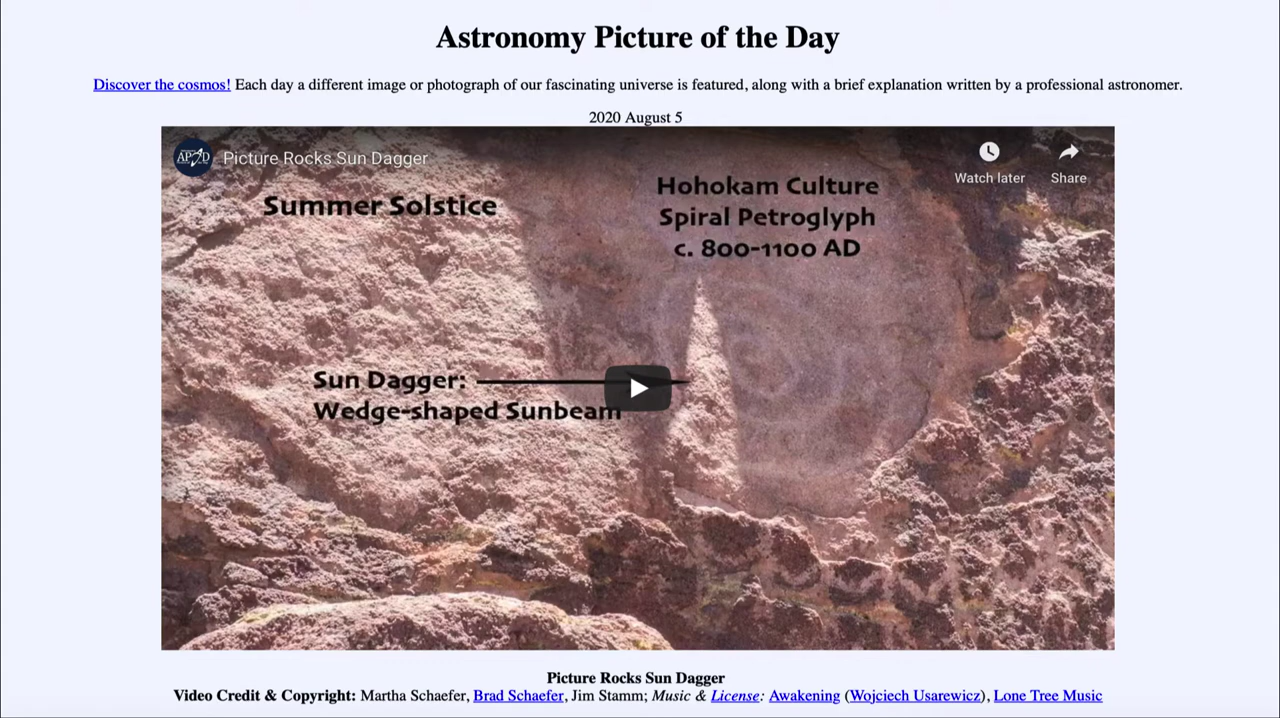 Astronomy Picture of the Day
Discover the cosmos! Each day a different image or photograph of our fascinating universe is featured, along with a brief explanation written by a professional astronomer.
2020 August 5
APOD Picture Rocks Sun Dagger
Watch later Share
Summer Solstice
Hohokam Culture
Spiral Petroglyph
c. 800-1100 AD
Sun Dagger:
Wedge-shaped Sunbeam
Picture Rocks Sun Dagger
Video Credit & Copyright: Martha Schaefer, Brad Schaefer, Jim Stamm; Music & License: Awakening (Wojciech Usarewicz), Lone Tree Music